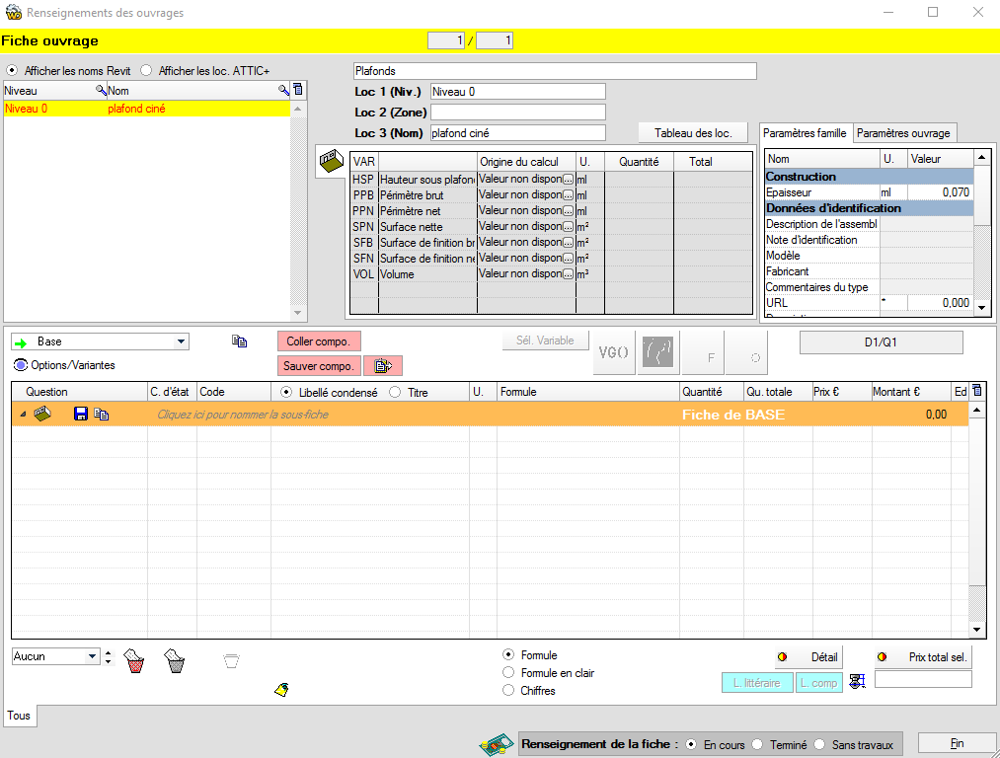 Renseignements des ouvrages
Fiche ouvrage 1 / 1
Afficher les noms Revit Afficher les loc. ATTIC+
Niveau Nom
Niveau 0 plafond ciné
Plafonds
Loc 1 (Niv.) Niveau 0
Loc 2 (Zone)
Loc 3 (Nom) plafond ciné
Tableau des loc.
VAR Origine du calcul U. Quantité Total
HSP Hauteur sous plafon Valeur non dispon... ml
PPB Périmètre brut Valeur non dispon... ml
PPN Périmètre net Valeur non dispon... ml
SPN Surface nette Valeur non dispon... m²
SFB Surface de finition br Valeur non dispon... m²
SFN Surface de finition ne Valeur non dispon... m²
VOL Volume Valeur non dispon... m³
Paramètres famille Paramètres ouvrage
Nom U. Valeur
Construction
Epaisseur ml 0,070
Données d'identification
Description de l'assembl
Note d'identification
Modèle
Fabricant
Commentaires du type
URL * 0,000
Base
Options/Variantes
Coller compo.
Sauver compo.
Sél. Variable
VG()
F
O
D1/Q1
Question C. d'état Code Libellé condensé Titre U. Formule Quantité Qu. totale Prix € Montant € Ed
Cliquez ici pour nommer la sous-fiche Fiche de BASE 0,00
Aucun
Formule
Formule en clair
Chiffres
Détail
Prix total sel.
L. littéraire L. comp
Tous
Renseignement de la fiche : En cours Terminé Sans travaux
Fin